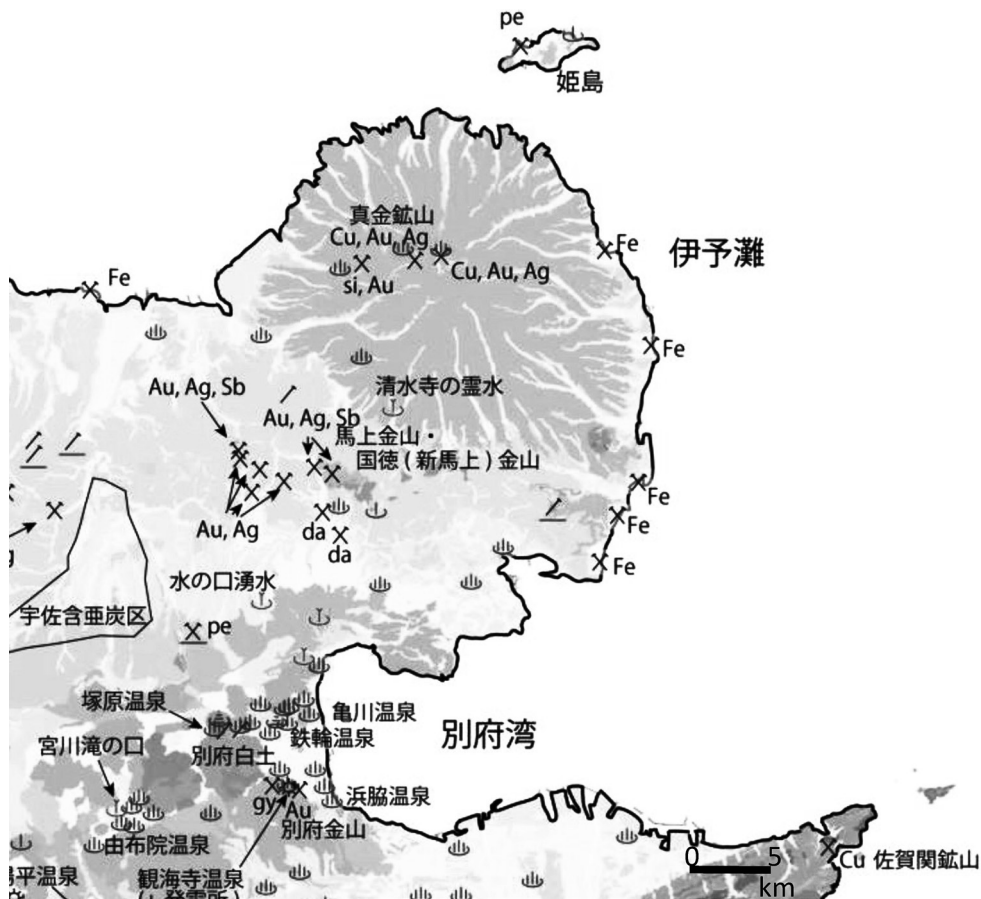 pe
姫島
真金鉱山
Cu, Au, Ag
Fe
伊予灘
Cu, Au, Ag
si, Au
Fe
Fe
清水寺の霊水
Au, Ag, Sb
Au, Ag, Sb
馬上金山・
国徳 ( 新馬上 ) 金山
Fe
Au, Ag
da
Fe
da
Fe
水の口湧水
宇佐含亜炭区
pe
塚原温泉
亀川温泉
別府湾
宮川滝の口
鉄輪温泉
別府白土
浜脇温泉
gy
Au
別府金山
由布院温泉
0
5
km
Cu 佐賀関鉱山
平温泉
観海寺温泉